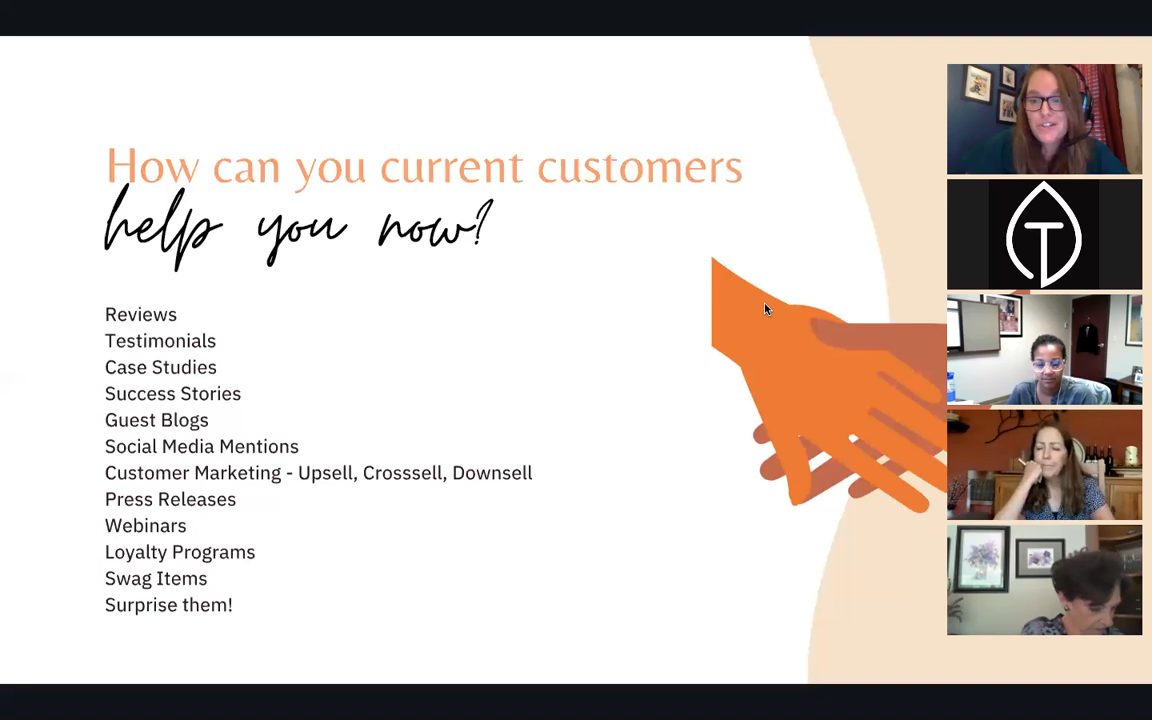 How can you current customers
help you now?
Reviews
Testimonials
Case Studies
Success Stories
Guest Blogs
Social Media Mentions
Customer Marketing - Upsell, Crosssell, Downsell
Press Releases
Webinars
Loyalty Programs
Swag Items
Surprise them!
T